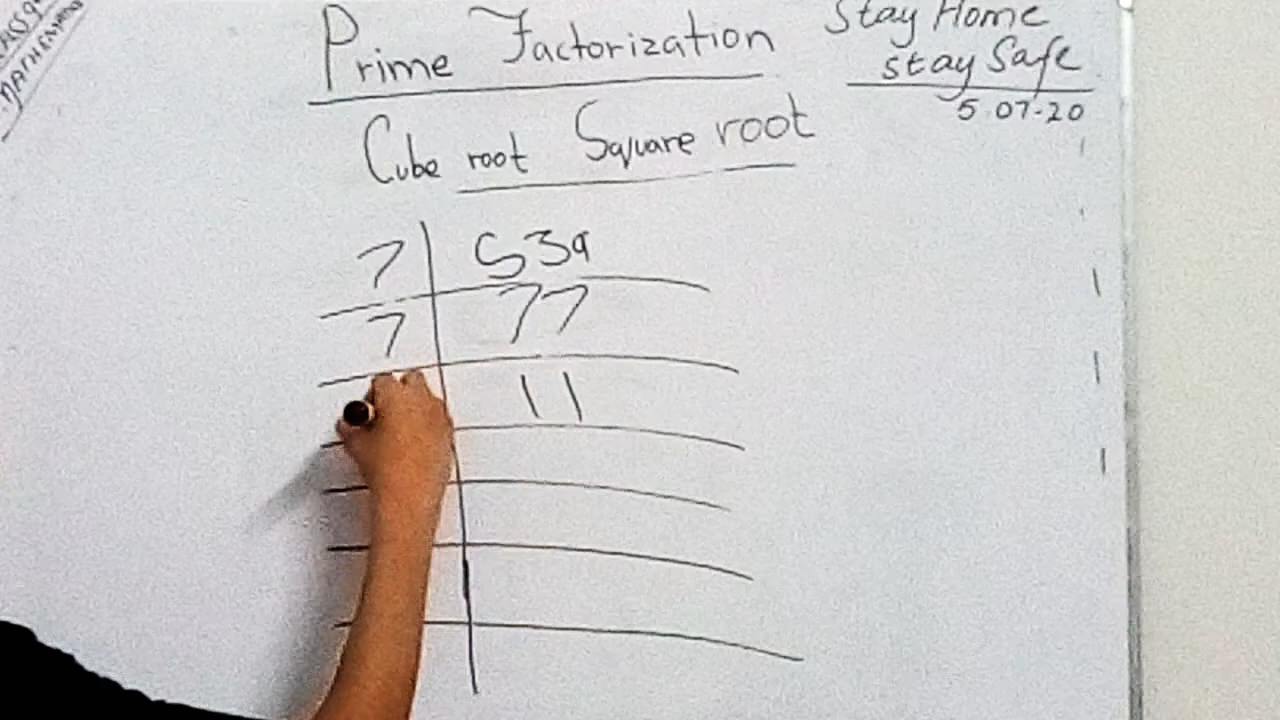 Prime Factorization
Stay Home
stay Safe
5.07-20
Cube root Square root
7 539
7 77
11